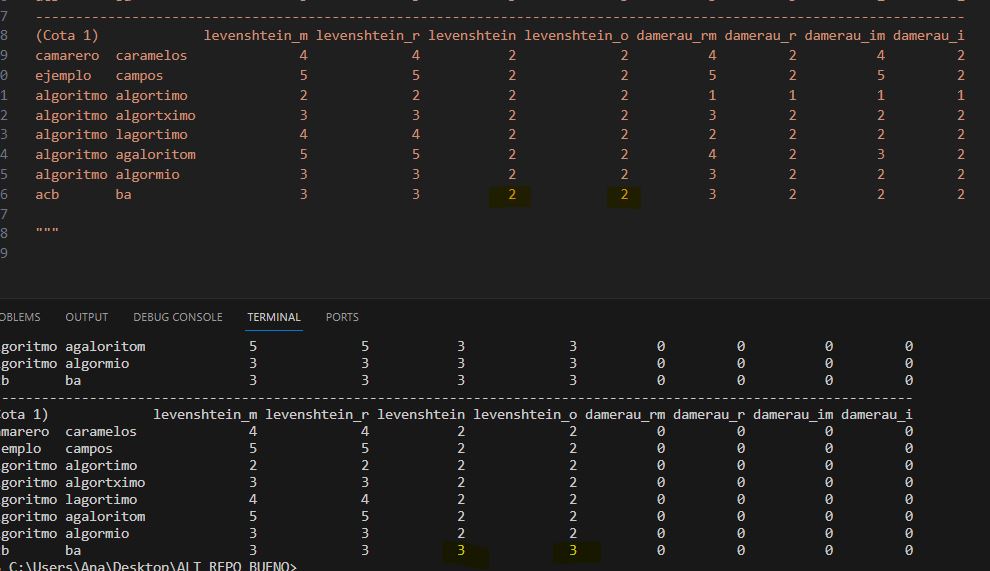 7 ---------------------------------------------------------------------------------------------------------------
8 (Cota 1) levenshtein_m levenshtein_r levenshtein levenshtein_o damerau_rm damerau_r damerau_im damerau_i
9 camarero caramelos 4 4 2 2 4 2 4 2
0 ejemplo campos 5 5 2 2 5 2 5 2
1 algoritmo algortimo 2 2 2 2 1 1 1 1
2 algoritmo algortximo 3 3 2 2 3 2 2 2
3 algoritmo lagortimo 4 4 2 2 2 2 2 2
4 algoritmo agaloritom 5 5 2 2 4 2 3 2
5 algoritmo algormio 3 3 2 2 3 2 2 2
6 acb ba 3 3 2 2 3 2 2 2
7
8 """
9
OBLEMS OUTPUT DEBUG CONSOLE TERMINAL PORTS
goritmo agaloritom 5 5 3 3 0 0 0 0
goritmo algormio 3 3 3 3 0 0 0 0
b ba 3 3 3 3 0 0 0 0
---------------------------------------------------------------------------------------------------------------
ota 1) levenshtein_m levenshtein_r levenshtein levenshtein_o damerau_rm damerau_r damerau_im damerau_i
marero caramelos 4 4 2 2 0 0 0 0
emplo campos 5 5 2 2 0 0 0 0
goritmo algortimo 2 2 2 2 0 0 0 0
goritmo algortximo 3 3 2 2 0 0 0 0
goritmo lagortimo 4 4 2 2 0 0 0 0
goritmo agaloritom 5 5 2 2 0 0 0 0
goritmo algormio 3 3 2 2 0 0 0 0
b ba 3 3 3 3 0 0 0 0
C:\Users\Ana\Desktop\ALT_REPO_BUENO>